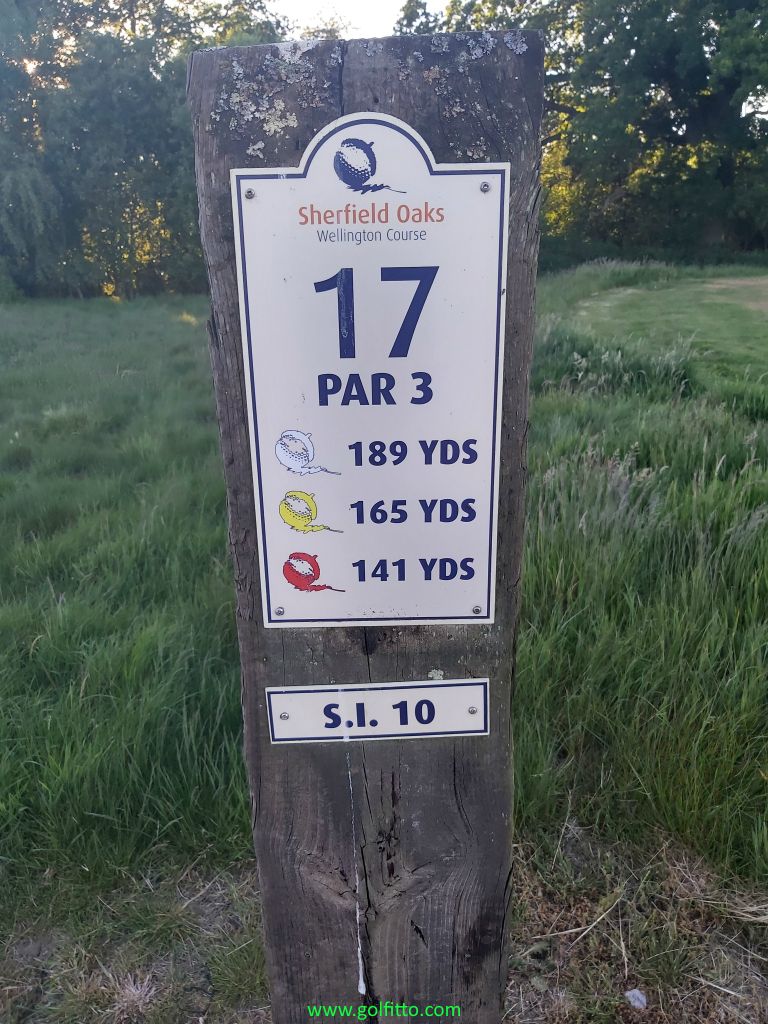 Sherfield Oaks
Wellington Course
17
PAR 3
189 YDS
165 YDS
141 YDS
S.I. 10
www.golfitto.com